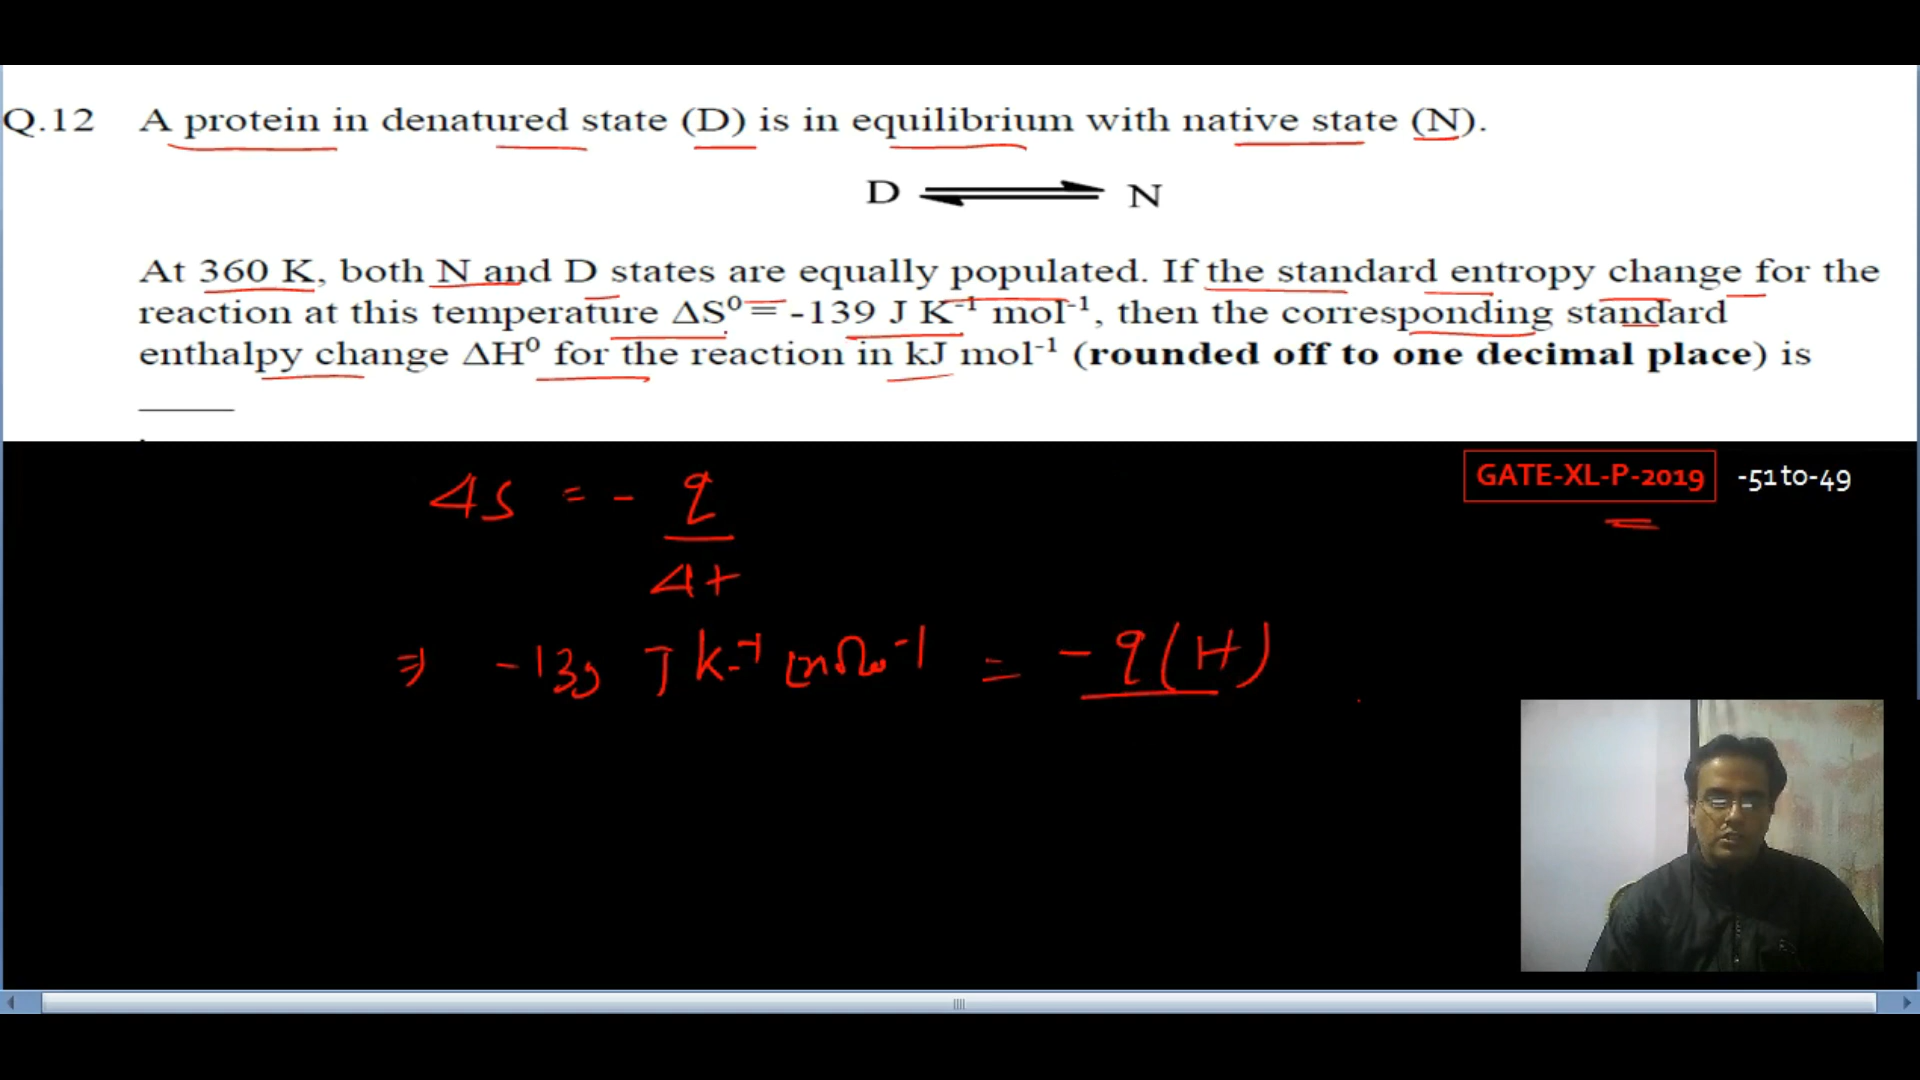 Q.12 A protein in denatured state (D) is in equilibrium with native state (N).
D ⇌ N
At 360 K, both N and D states are equally populated. If the standard entropy change for the
reaction at this temperature ΔS⁰ = -139 J K⁻¹ mol⁻¹, then the corresponding standard
enthalpy change ΔH⁰ for the reaction in kJ mol⁻¹ (rounded off to one decimal place) is
______
GATE-XL-P-2019 -51to-49
ΔS = - q
Δt
⇒ -139 J K⁻¹ mol⁻¹ = -q(H)